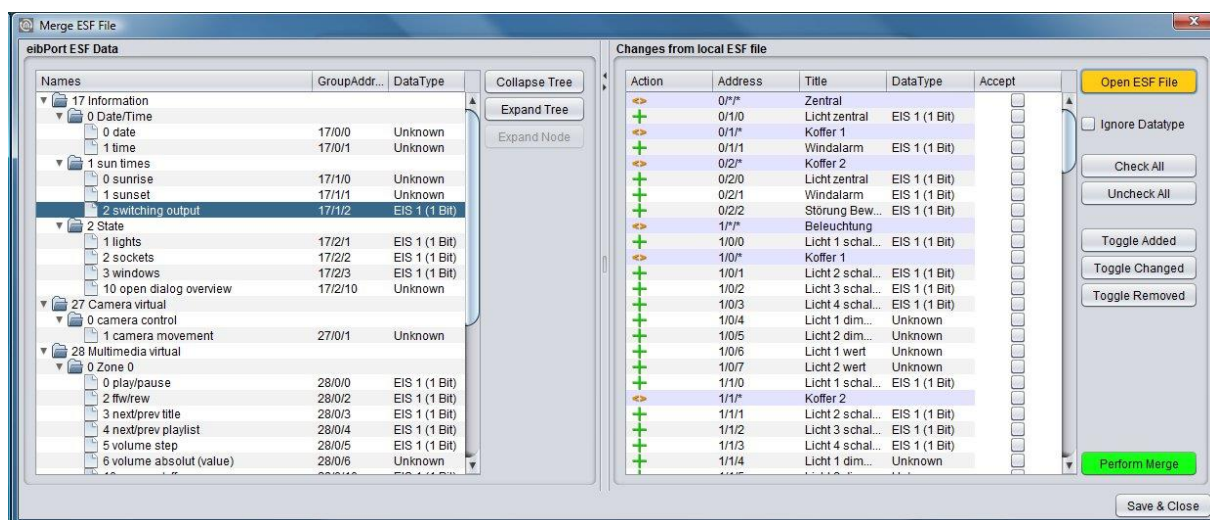 Merge ESF File
eibPort ESF Data
Names GroupAddr... DataType
17 Information
0 Date/Time
0 date 17/0/0 Unknown
1 time 17/0/1 Unknown
1 sun times
0 sunrise 17/1/0 Unknown
1 sunset 17/1/1 Unknown
2 switching output 17/1/2 EIS 1 (1 Bit)
2 State
1 lights 17/2/1 EIS 1 (1 Bit)
2 sockets 17/2/2 EIS 1 (1 Bit)
3 windows 17/2/3 EIS 1 (1 Bit)
10 open dialog overview 17/2/10 Unknown
27 Camera virtual
0 camera control
1 camera movement 27/0/1 Unknown
28 Multimedia virtual
0 Zone 0
0 play/pause 28/0/0 EIS 1 (1 Bit)
2 ffw/rew 28/0/2 EIS 1 (1 Bit)
3 next/prev title 28/0/3 EIS 1 (1 Bit)
4 next/prev playlist 28/0/4 EIS 1 (1 Bit)
5 volume step 28/0/5 EIS 1 (1 Bit)
6 volume absolut (value) 28/0/6 Unknown
Collapse Tree
Expand Tree
Expand Node
Changes from local ESF file
Action Address Title DataType Accept
0/*/* Zentral
0/1/0 Licht zentral EIS 1 (1 Bit)
0/1/* Koffer 1
0/1/1 Windalarm EIS 1 (1 Bit)
0/2/* Koffer 2
0/2/0 Licht zentral EIS 1 (1 Bit)
0/2/1 Windalarm EIS 1 (1 Bit)
0/2/2 Störung Bew... EIS 1 (1 Bit)
1/*/* Beleuchtung
1/0/0 Licht 1 schal... EIS 1 (1 Bit)
1/0/* Koffer 1
1/0/1 Licht 2 schal... EIS 1 (1 Bit)
1/0/2 Licht 3 schal... EIS 1 (1 Bit)
1/0/3 Licht 4 schal... EIS 1 (1 Bit)
1/0/4 Licht 1 dim... Unknown
1/0/5 Licht 2 dim... Unknown
1/0/6 Licht 1 wert Unknown
1/0/7 Licht 2 wert Unknown
1/1/0 Licht 1 schal... EIS 1 (1 Bit)
1/1/* Koffer 2
1/1/1 Licht 2 schal... EIS 1 (1 Bit)
1/1/2 Licht 3 schal... EIS 1 (1 Bit)
1/1/3 Licht 4 schal... EIS 1 (1 Bit)
1/1/4 Licht 1 dim... Unknown
Open ESF File
Ignore Datatype
Check All
Uncheck All
Toggle Added
Toggle Changed
Toggle Removed
Perform Merge
Save & Close